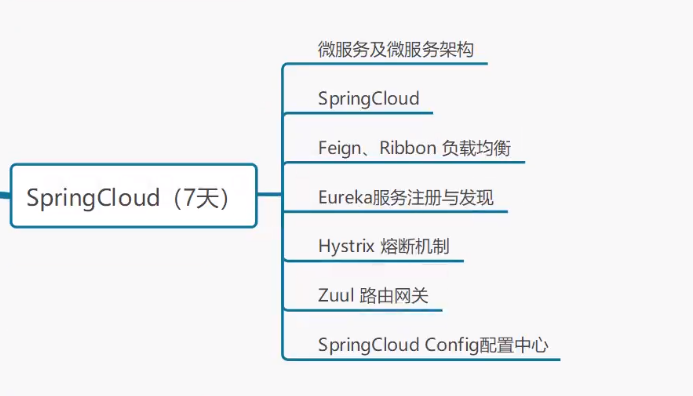 微服务及微服务架构
SpringCloud
Feign、Ribbon 负载均衡
SpringCloud（7天）
Eureka服务注册与发现
Hystrix 熔断机制
Zuul 路由网关
SpringCloud Config配置中心